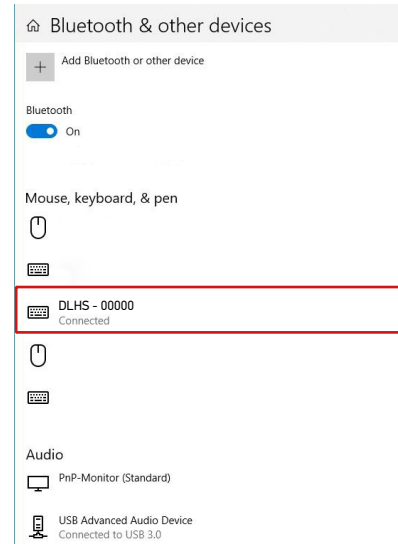 Bluetooth & other devices
Add Bluetooth or other device
Bluetooth
On
Mouse, keyboard, & pen
DLHS - 00000
Connected
Audio
PnP-Monitor (Standard)
USB Advanced Audio Device
Connected to USB 3.0